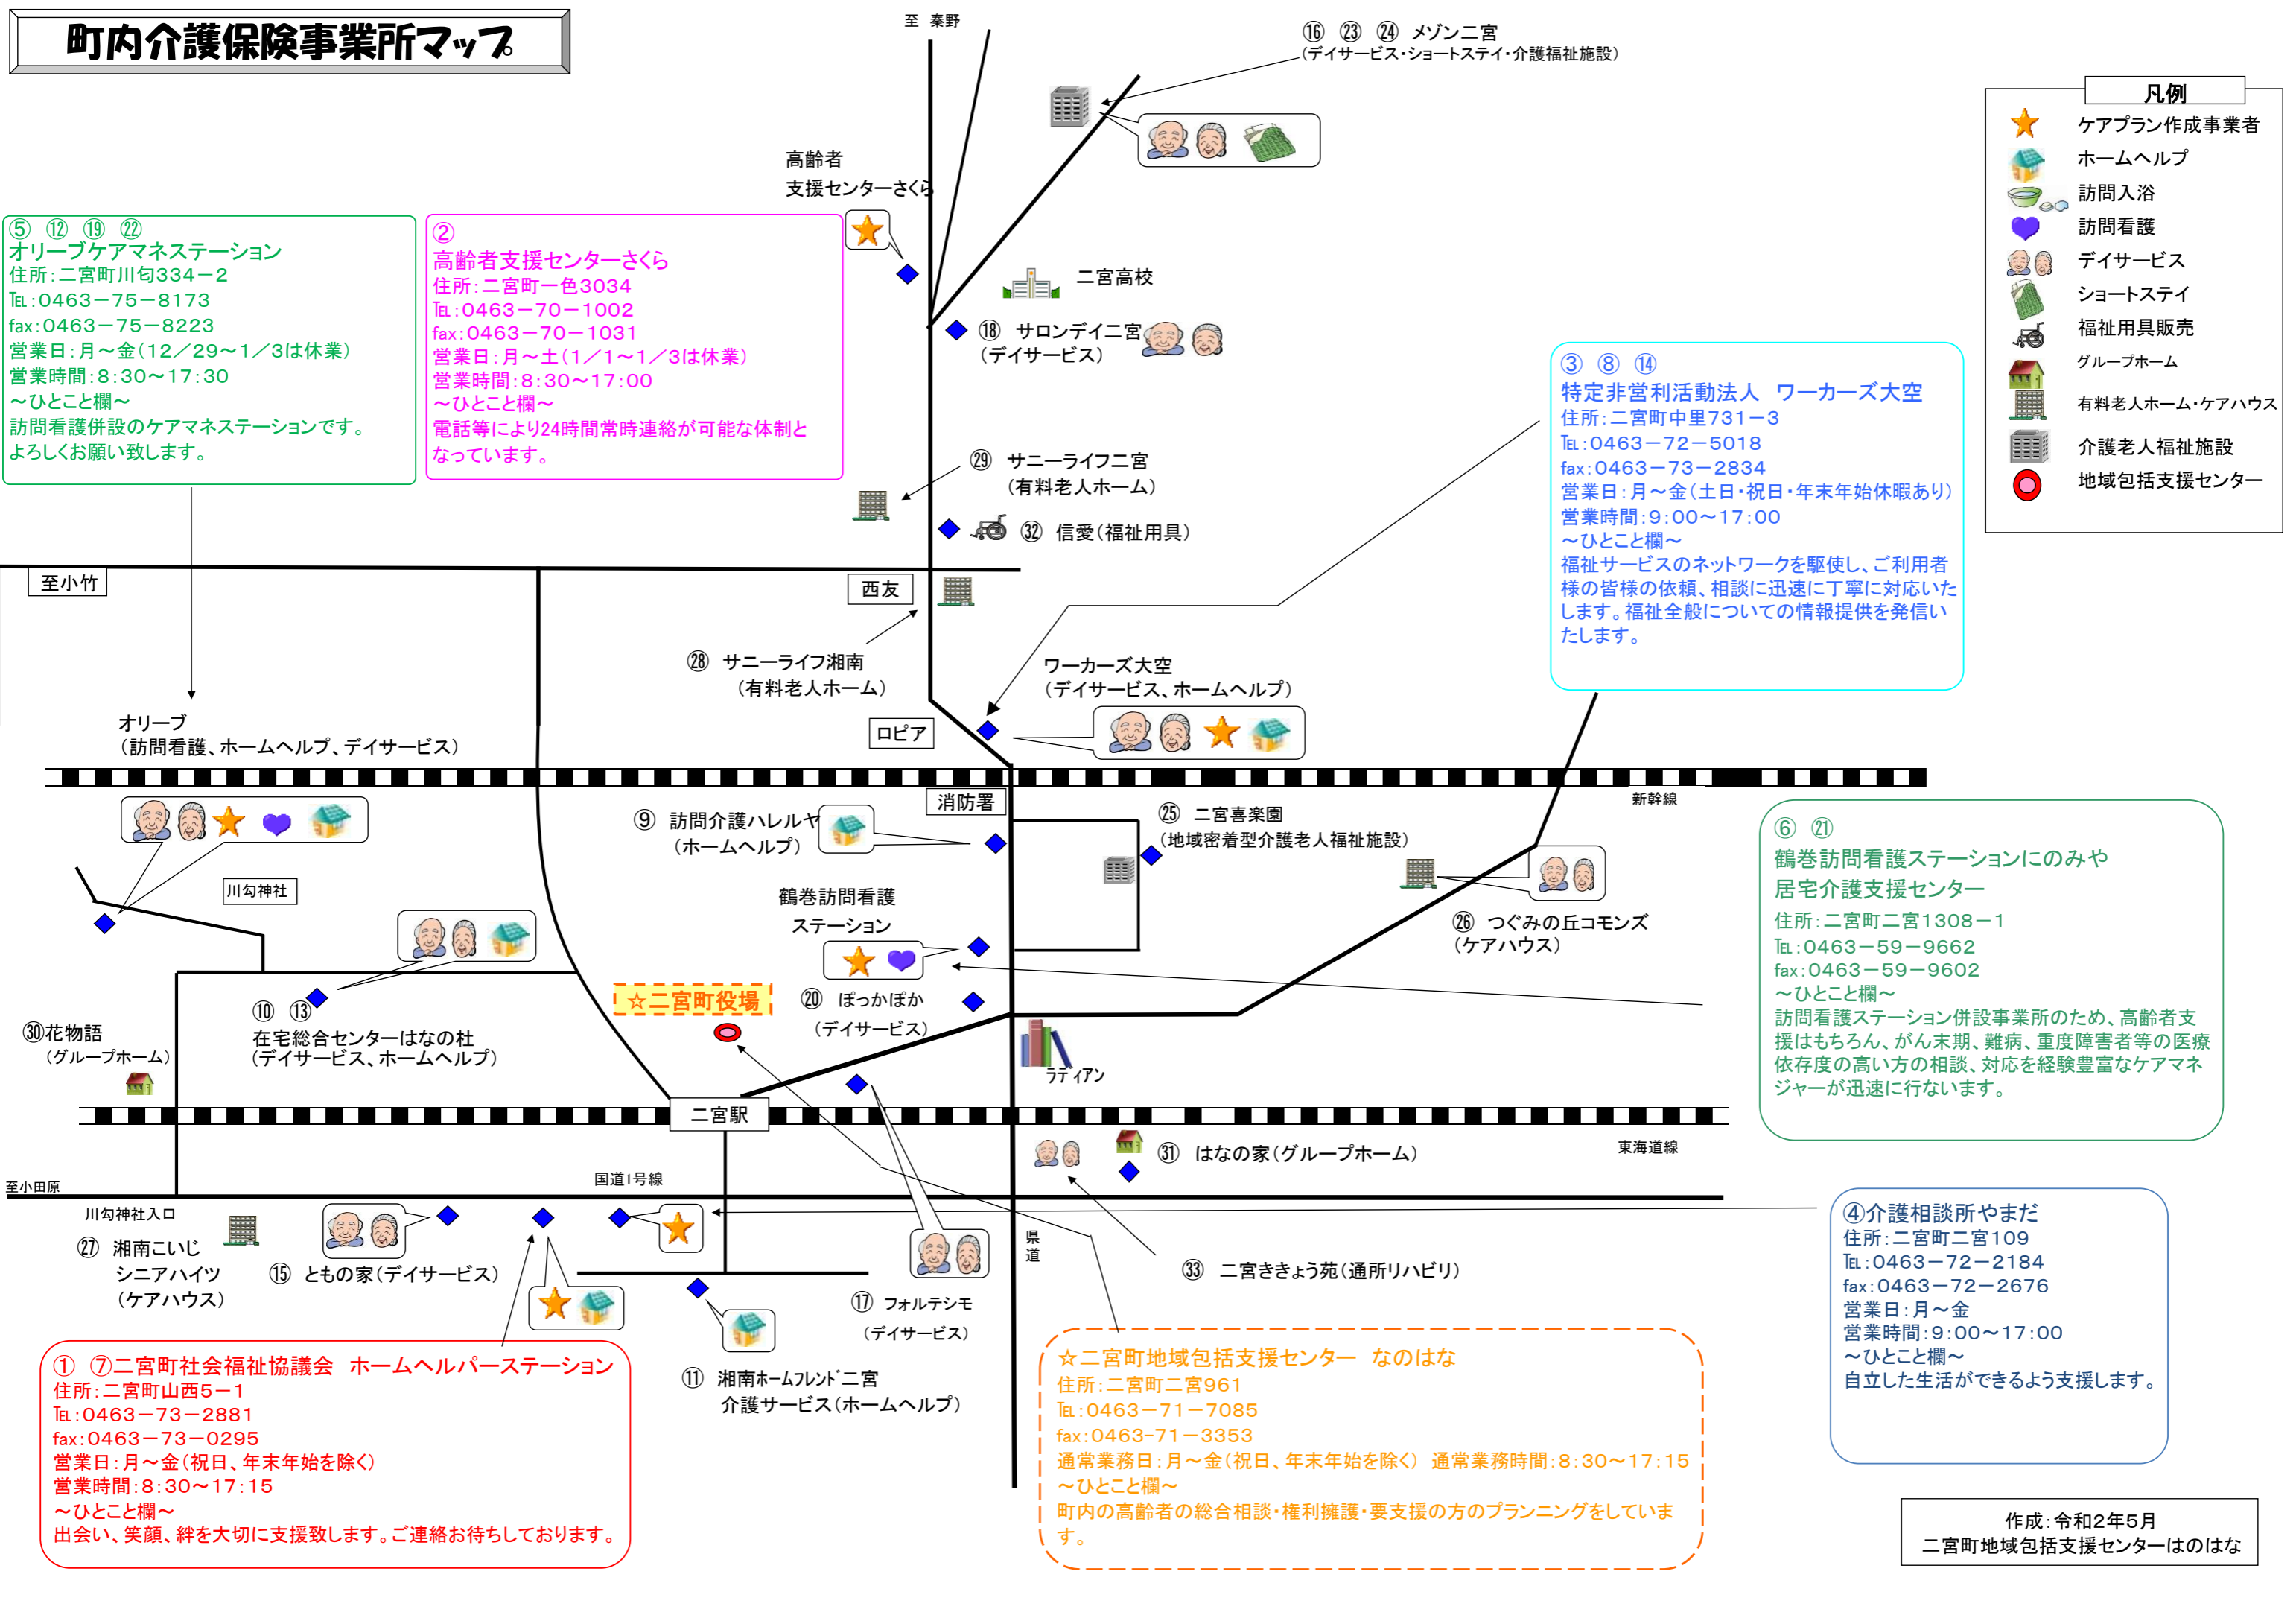 町内介護保険事業所マップ
至 秦野
⑯ ㉓ ㉔ メゾン二宮
(デイサービス・ショートステイ・介護福祉施設)
凡例
ケアプラン作成事業者
ホームヘルプ
訪問入浴
訪問看護
デイサービス
ショートステイ
福祉用具販売
グループホーム
有料老人ホーム・ケアハウス
介護老人福祉施設
地域包括支援センター
高齢者
支援センターさくら
⑤ ⑫ ⑲ ㉒
オリーブケアマネステーション
住所:二宮町川匂334-2
℡:0463-75-8173
fax:0463-75-8223
営業日:月～金(12/29～1/3は休業)
営業時間:8:30～17:30
～ひとこと欄～
訪問看護併設のケアマネステーションです。
よろしくお願い致します。
②
高齢者支援センターさくら
住所:二宮町一色3034
℡:0463-70-1002
fax:0463-70-1031
営業日:月～土(1/1～1/3は休業)
営業時間:8:30～17:00
～ひとこと欄～
電話等により24時間常時連絡が可能な体制と
なっています。
二宮高校
⑱ サロンデイ二宮
(デイサービス)
③ ⑧ ⑭
特定非営利活動法人 ワーカーズ大空
住所:二宮町中里731-3
℡:0463-72-5018
fax:0463-73-2834
営業日:月～金(土日・祝日・年末年始休暇あり)
営業時間:9:00～17:00
～ひとこと欄～
福祉サービスのネットワークを駆使し、ご利用者
様の皆様の依頼、相談に迅速に丁寧に対応いた
します。福祉全般についての情報提供を発信い
たします。
㉙ サニーライフ二宮
(有料老人ホーム)
㉜ 信愛(福祉用具)
至小竹
西友
㉘ サニーライフ湘南
(有料老人ホーム)
ワーカーズ大空
(デイサービス、ホームヘルプ)
ロピア
オリーブ
(訪問看護、ホームヘルプ、デイサービス)
新幹線
消防署
⑨ 訪問介護ハレルヤ
(ホームヘルプ)
㉕ 二宮喜楽園
(地域密着型介護老人福祉施設)
川勾神社
鶴巻訪問看護
ステーション
㉖ つぐみの丘コモンズ
(ケアハウス)
⑥ ㉑
鶴巻訪問看護ステーションにのみや
居宅介護支援センター
住所:二宮町二宮1308-1
℡:0463-59-9662
fax:0463-59-9602
～ひとこと欄～
訪問看護ステーション併設事業所のため、高齢者支
援はもちろん、がん末期、難病、重度障害者等の医療
依存度の高い方の相談、対応を経験豊富なケアマネ
ジャーが迅速に行ないます。
☆二宮町役場
⑳ ぽっかぽか
(デイサービス)
⑩ ⑬
在宅総合センターはなの杜
(デイサービス、ホームヘルプ)
㉚花物語
(グループホーム)
ラディアン
二宮駅
東海道線
㉛ はなの家(グループホーム)
国道1号線
至小田原
川勾神社入口
㉗ 湘南こいじ
シニアハイツ
(ケアハウス)
⑮ ともの家(デイサービス)
県
道
㉝ 二宮ききょう苑(通所リハビリ)
⑰ フォルテシモ
(デイサービス)
⑪ 湘南ホームフレンド二宮
介護サービス(ホームヘルプ)
④介護相談所やまだ
住所:二宮町二宮109
℡:0463-72-2184
fax:0463-72-2676
営業日:月～金
営業時間:9:00～17:00
～ひとこと欄～
自立した生活ができるよう支援します。
① ⑦二宮町社会福祉協議会 ホームヘルパーステーション
住所:二宮町山西5-1
℡:0463-73-2881
fax:0463-73-0295
営業日:月～金(祝日、年末年始を除く)
営業時間:8:30～17:15
～ひとこと欄～
出会い、笑顔、絆を大切に支援致します。ご連絡お待ちしております。
☆二宮町地域包括支援センター なのはな
住所:二宮町二宮961
℡:0463-71-7085
fax:0463-71-3353
通常業務日:月～金(祝日、年末年始を除く) 通常業務時間:8:30～17:15
～ひとこと欄～
町内の高齢者の総合相談・権利擁護・要支援の方のプランニングをしていま
す。
作成:令和2年5月
二宮町地域包括支援センターはのはな